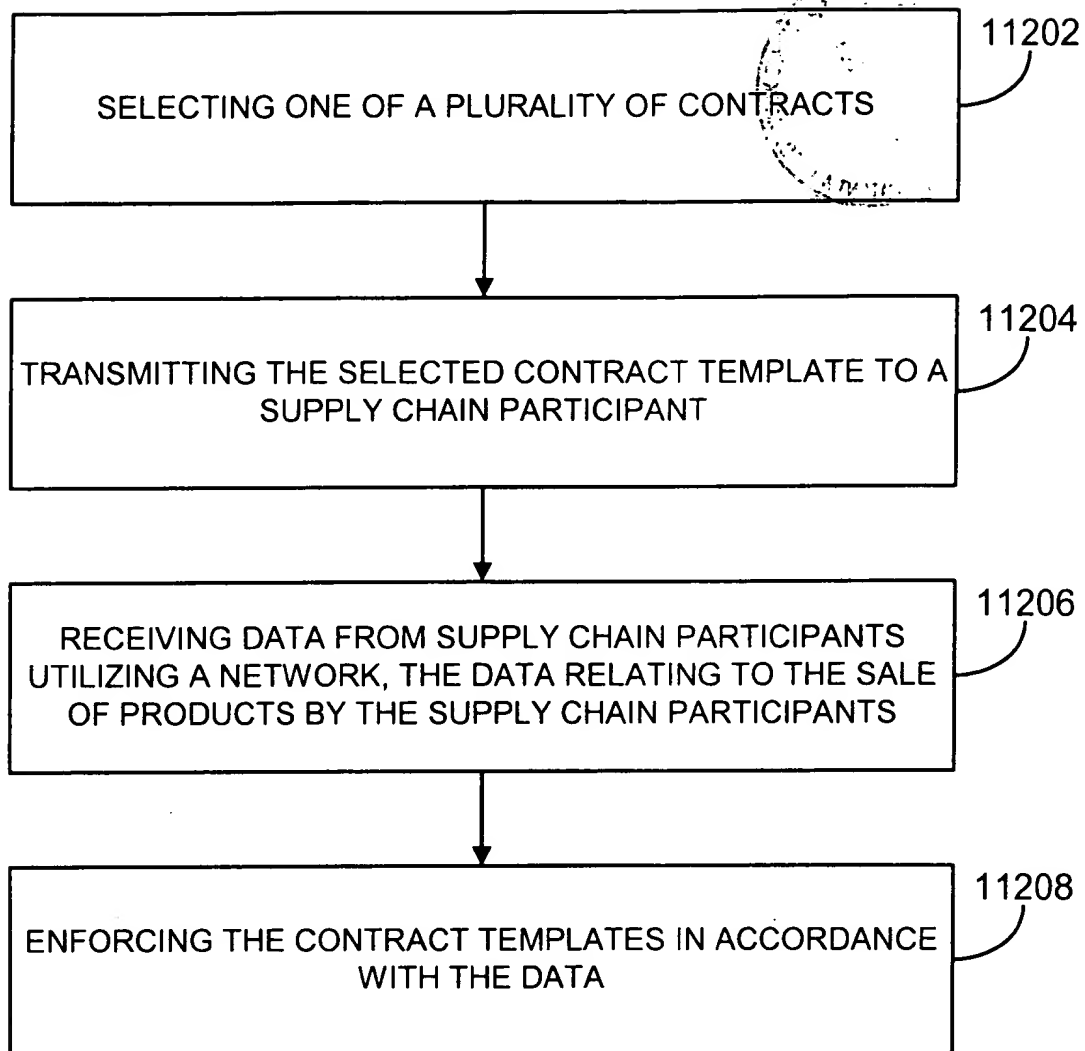 11202
SELECTING ONE OF A PLURALITY OF CONTRACTS
11204
TRANSMITTING THE SELECTED CONTRACT TEMPLATE TO A
SUPPLY CHAIN PARTICIPANT
11206
RECEIVING DATA FROM SUPPLY CHAIN PARTICIPANTS
UTILIZING A NETWORK, THE DATA RELATING TO THE SALE
OF PRODUCTS BY THE SUPPLY CHAIN PARTICIPANTS
11208
ENFORCING THE CONTRACT TEMPLATES IN ACCORDANCE
WITH THE DATA